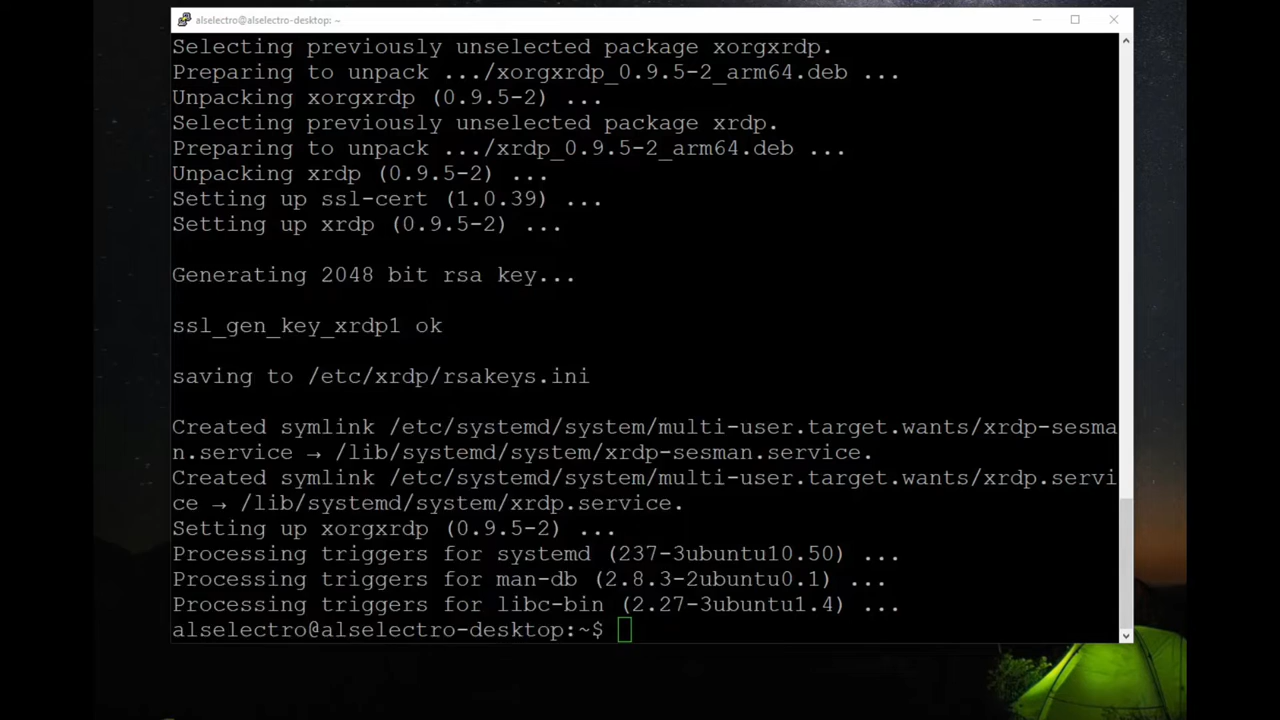 alselectro@alselectro-desktop: ~
Selecting previously unselected package xorgxrdp.
Preparing to unpack .../xorgxrdp_0.9.5-2_arm64.deb ...
Unpacking xorgxrdp (0.9.5-2) ...
Selecting previously unselected package xrdp.
Preparing to unpack .../xrdp_0.9.5-2_arm64.deb ...
Unpacking xrdp (0.9.5-2) ...
Setting up ssl-cert (1.0.39) ...
Setting up xrdp (0.9.5-2) ...
Generating 2048 bit rsa key...
ssl_gen_key_xrdp1 ok
saving to /etc/xrdp/rsakeys.ini
Created symlink /etc/systemd/system/multi-user.target.wants/xrdp-sesma
n.service → /lib/systemd/system/xrdp-sesman.service.
Created symlink /etc/systemd/system/multi-user.target.wants/xrdp.servi
ce → /lib/systemd/system/xrdp.service.
Setting up xorgxrdp (0.9.5-2) ...
Processing triggers for systemd (237-3ubuntu10.50) ...
Processing triggers for man-db (2.8.3-2ubuntu0.1) ...
Processing triggers for libc-bin (2.27-3ubuntu1.4) ...
alselectro@alselectro-desktop:~$